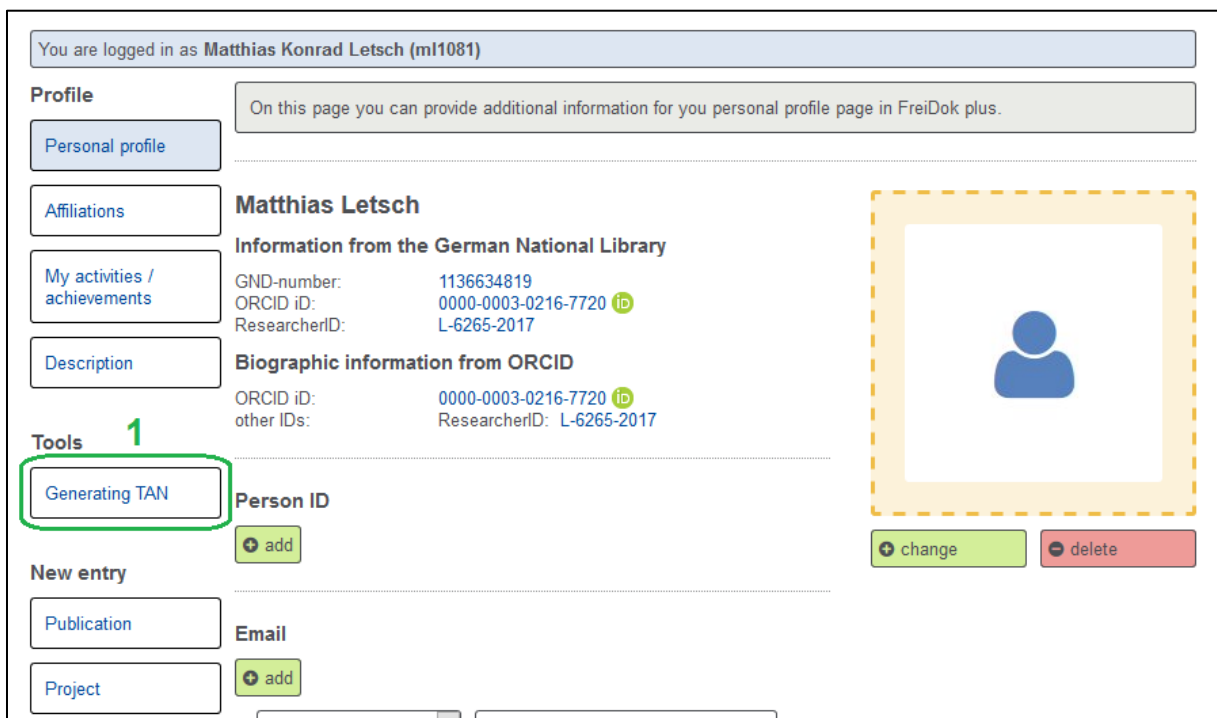 You are logged in as Matthias Konrad Letsch (ml1081)
Profile
Personal profile
Affiliations
My activities /
achievements
Description
Tools 1
Generating TAN
New entry
Publication
Project
On this page you can provide additional information for you personal profile page in FreiDok plus.
Matthias Letsch
Information from the German National Library
GND-number: 1136634819
ORCID iD: 0000-0003-0216-7720 iD
ResearcherID: L-6265-2017
Biographic information from ORCID
ORCID iD: 0000-0003-0216-7720 iD
other IDs: ResearcherID: L-6265-2017
Person ID
add
Email
add
change
delete